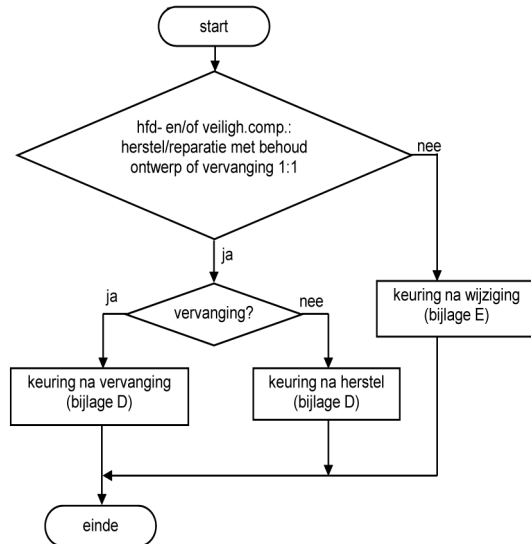 start
hfd- en/of veiligh.comp.:
herstel/reparatie met behoud
ontwerp of vervanging 1:1
nee
ja
ja
vervanging?
nee
keuring na wijziging
(bijlage E)
keuring na vervanging
(bijlage D)
keuring na herstel
(bijlage D)
einde